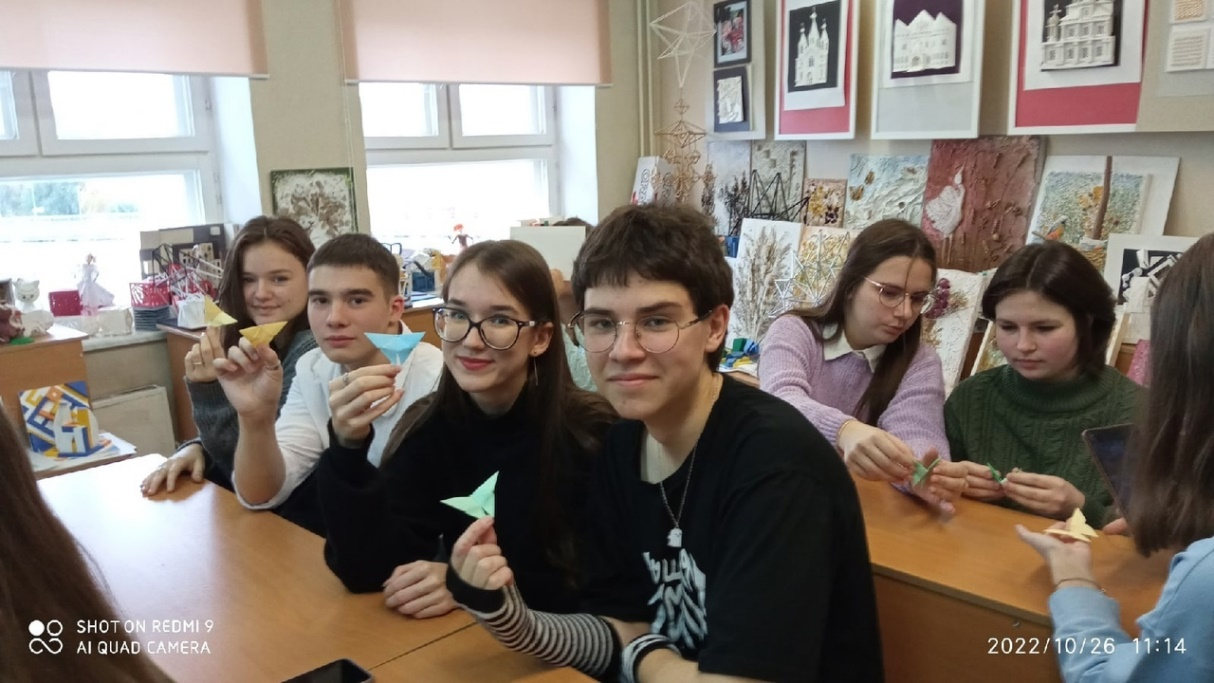 SHOT ON REDMI 9
AI QUAD CAMERA
2022/10/26 11:14